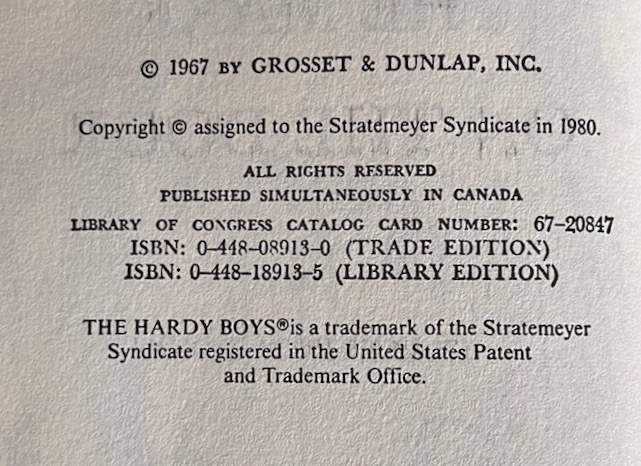 © 1967 BY GROSSET & DUNLAP, INC.
Copyright © assigned to the Stratemeyer Syndicate in 1980.
ALL RIGHTS RESERVED
PUBLISHED SIMULTANEOUSLY IN CANADA
LIBRARY OF CONGRESS CATALOG CARD NUMBER: 67-20847
ISBN: 0-448-08913-0 (TRADE EDITION)
ISBN: 0-448-18913-5 (LIBRARY EDITION)
THE HARDY BOYS® is a trademark of the Stratemeyer
Syndicate registered in the United States Patent
and Trademark Office.